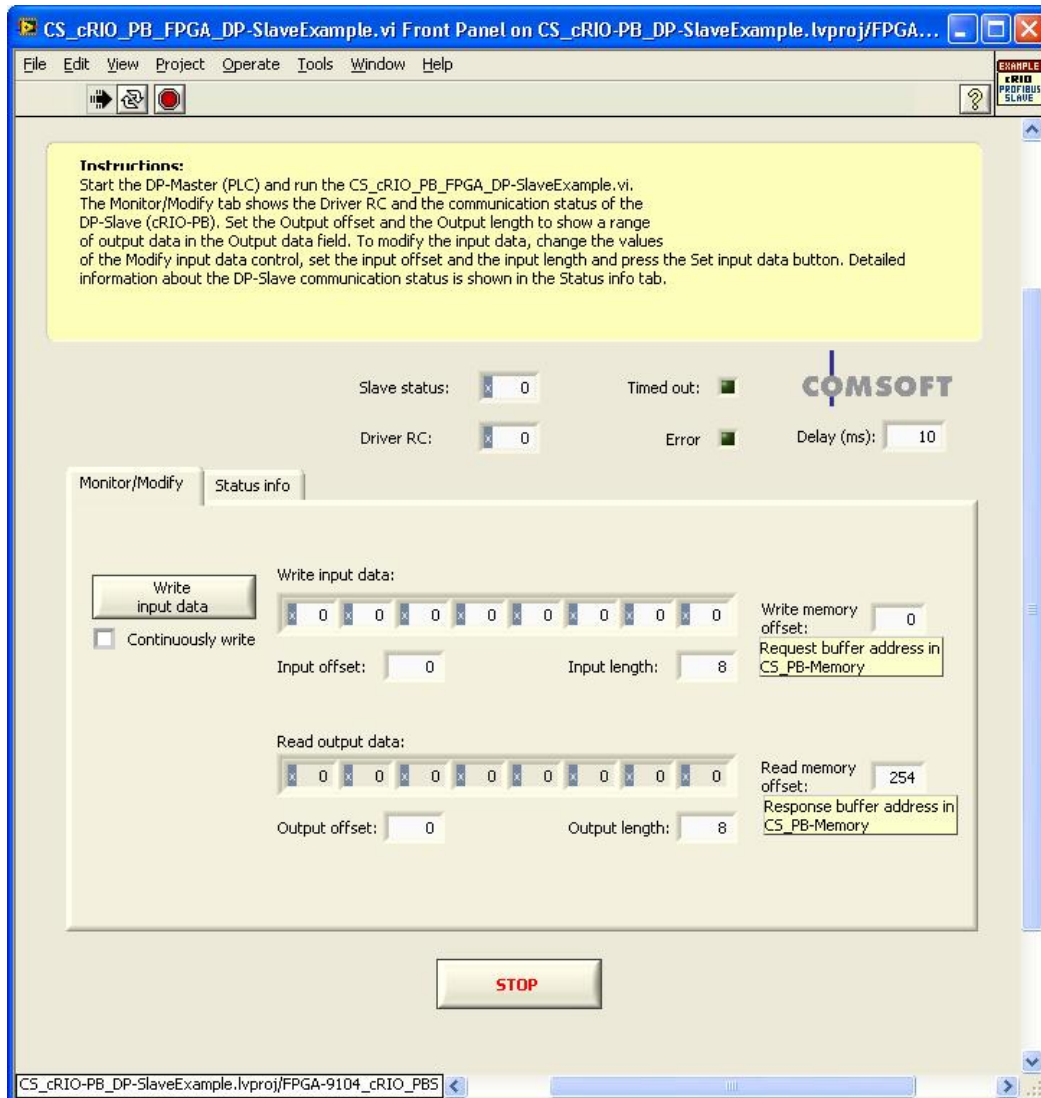 CS_cRIO_PB_FPGA_DP-SlaveExample.vi Front Panel on CS_cRIO-PB_DP-SlaveExample.lvproj/FPGA...
File Edit View Project Operate Tools Window Help
EXAMPLE
cRIO
PROFIBUS
SLAVE
?
Instructions:
Start the DP-Master (PLC) and run the CS_cRIO_PB_FPGA_DP-SlaveExample.vi.
The Monitor/Modify tab shows the Driver RC and the communication status of the
DP-Slave (cRIO-PB). Set the Output offset and the Output length to show a range
of output data in the Output data field. To modify the input data, change the values
of the Modify input data control, set the input offset and the input length and press the Set input data button. Detailed
information about the DP-Slave communication status is shown in the Status info tab.
Slave status: x 0 Timed out: COMSOFT
Driver RC: x 0 Error Delay (ms): 10
Monitor/Modify Status info
Write input data:
Write
input data
x 0 x 0 x 0 x 0 x 0 x 0 x 0 x 0
Write memory
offset: 0
Continuously write
Request buffer address in
CS_PB-Memory
Input offset: 0 Input length: 8
Read output data:
x 0 x 0 x 0 x 0 x 0 x 0 x 0 x 0
Read memory
offset: 254
Response buffer address in
CS_PB-Memory
Output offset: 0 Output length: 8
STOP
CS_cRIO-PB_DP-SlaveExample.lvproj/FPGA-9104_cRIO_PBS